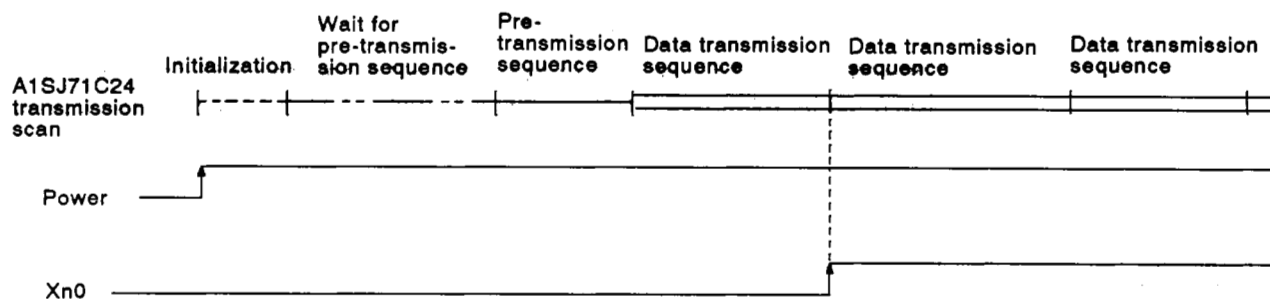 A1SJ71C24
transmission
scan
Initialization
Wait for
pre-transmis-
sion sequence
Pre-
transmission
sequence
Data transmission
sequence
Data transmission
sequence
Data transmission
sequence
Power
Xn0